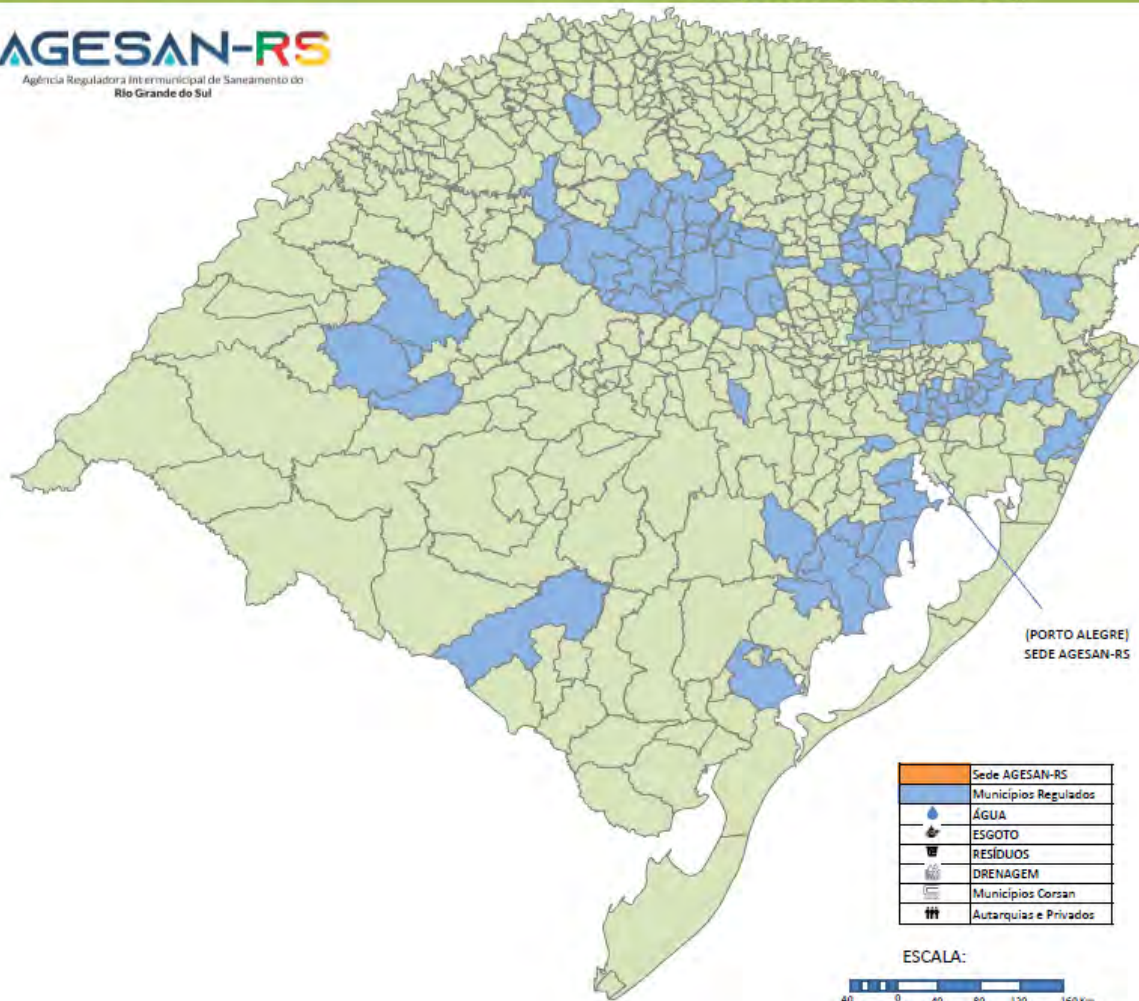 AGESAN-RS
Agência Reguladora Intermunicipal de Saneamento do
Rio Grande do Sul
(PORTO ALEGRE)
SEDE AGESAN-RS
Sede AGESAN-RS
Municípios Regulados
ÁGUA
ESGOTO
RESÍDUOS
DRENAGEM
Municípios Corsan
Autarquias e Privados
ESCALA:
40 0 40 80 120 160 Km